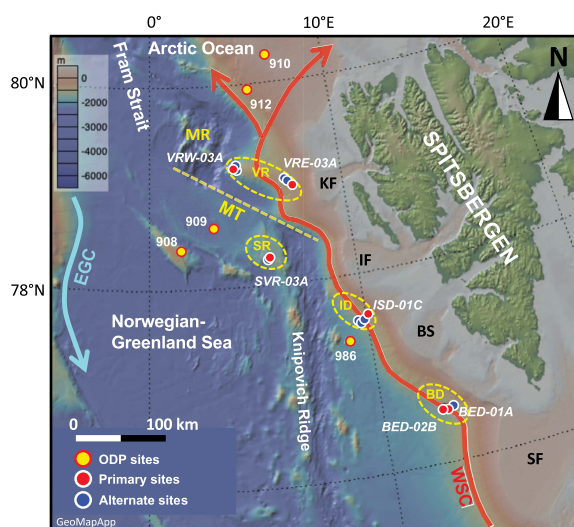 0°
10°E
20°E
Arctic Ocean
910
N
80°N
m
0
-2000
-4000
-6000
Fram Strait
912
MR
SPITSBERGEN
VRW-03A
VR
VRE-03A
KF
MT
909
908
SR
EGC
IF
SVR-03A
78°N
ID
ISD-01C
Norwegian-
Greenland Sea
BS
986
Knipovich Ridge
BD
BED-01A
BED-02B
0
100 km
SF
WSC
ODP sites
Primary sites
Alternate sites
GeoMapApp